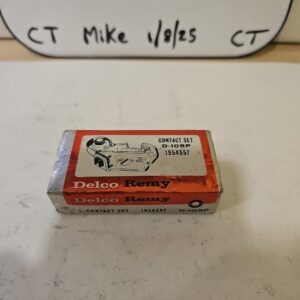 CT Mike 1/8/25 CT
CONTACT SET
D-108P
1954557
Delco Remy
Delco Remy
1-CONTACT SET 1954557 D-108P